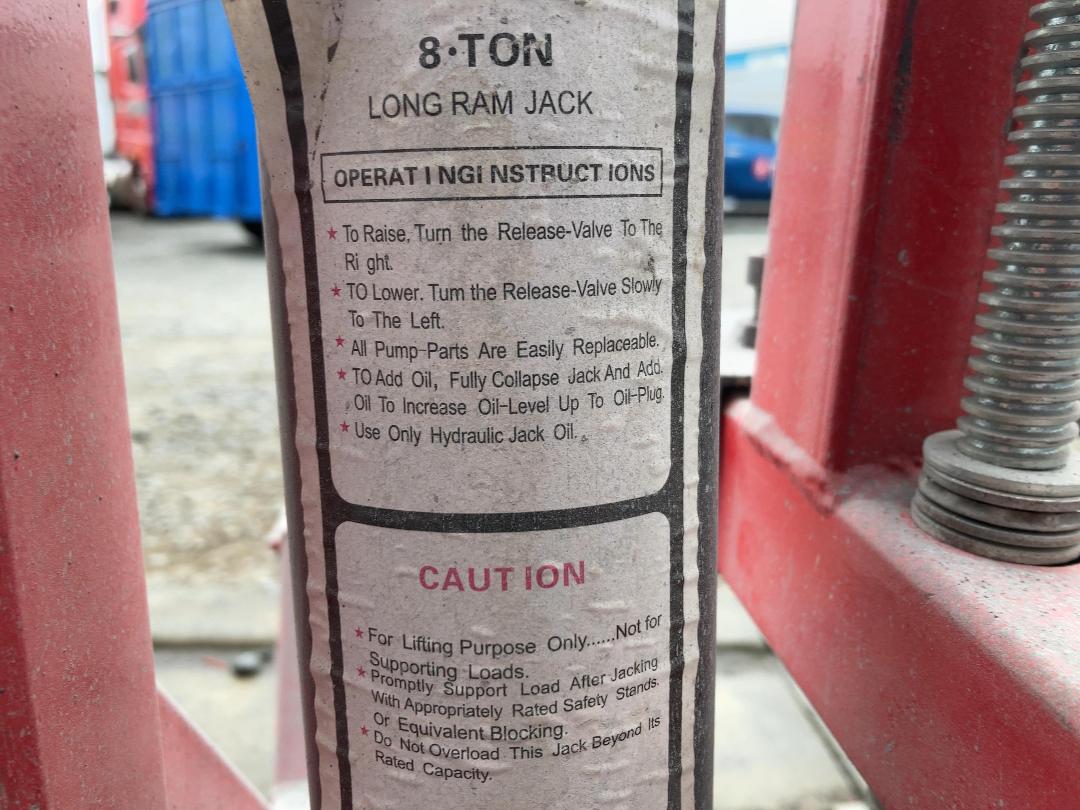 8·TON
LONG RAM JACK
OPERAT I NGI NSTRUCT IONS
★ To Raise, Turn the Release-Valve To The
Ri ght.
★ TO Lower. Tum the Release-Valve Slowly
To The Left.
★ All Pump-Parts Are Easily Replaceable.
★ TO Add Oil, Fully Collapse Jack And Add.
Oil To Increase Oil-Level Up To Oil-Plug.
★ Use Only Hydraulic Jack Oil.
CAUT ION
★ For Lifting Purpose Only......Not for
Supporting Loads.
★ Promptly Support Load After Jacking
With Appropriately Rated Safety Stands.
Or Equivalent Blocking.
★ Do Not Overload This Jack Beyond Its
Rated Capacity.